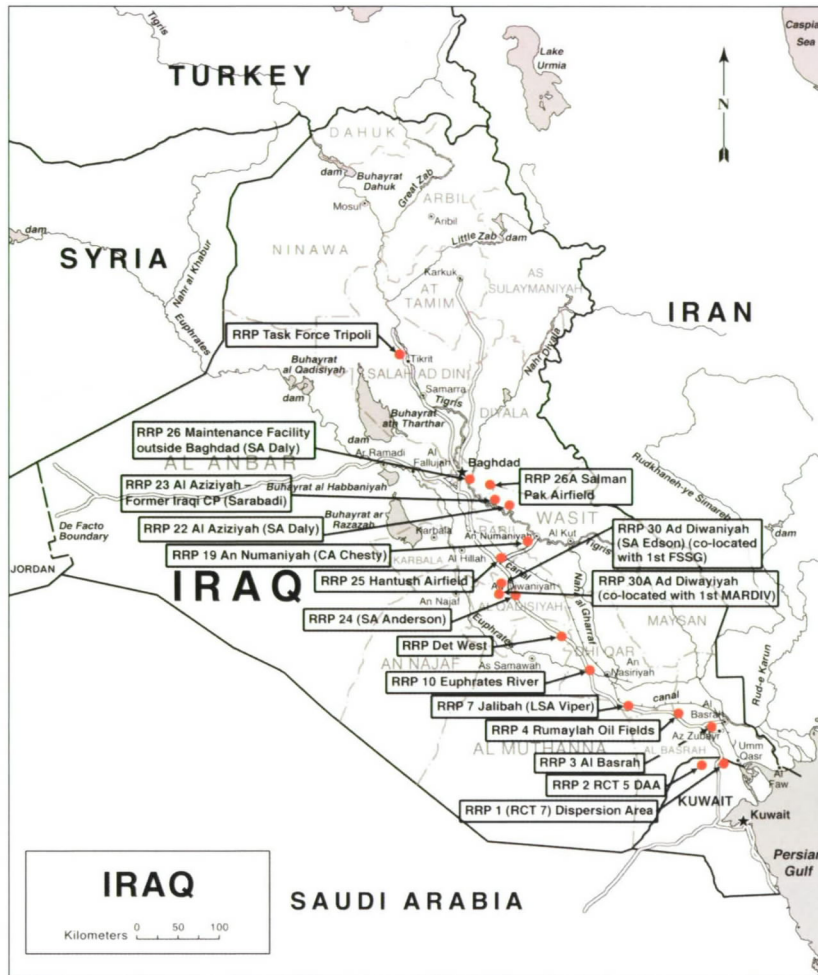 Tigris
Caspian
Sea
Lake
Urmia
TURKEY
N
DAHUK
dam
Buhayrat
Dahuk
Great Zab
Mosul
ARBIL
Aribil
Little Zab
dam
dam
NINAWA
SYRIA
Nahr al Khabur
Euphrates
Karkuk
AT
TAMIM
AS
SULAYMANIYAH
IRAN
Nahr Diyala
RRP Task Force Tripoli
Tikrit
Buhayrat
al Qadisiyah
dam
SALAH AD DIN
Samarra
Tigris
DIYALA
Buhayrat
ath Tharthar
dam
RRP 26 Maintenance Facility
outside Baghdad (SA Daly)
Ar Ramadi
Al
Fallujah
Baghdad
AL ANBAR
RRP 26A Salman
Pak Airfield
Rudkhaneh-ye Simareh
dam
RRP 23 Al Aziziyah –
Former Iraqi CP (Sarabadi)
Buhayrat al Habbaniyah
Buhayrat ar
Razazah
De Facto
Boundary
RRP 22 Al Aziziyah (SA Daly)
Karbala
WASIT
An Numaniyah
Al Kut
Tigris
RRP 30 Ad Diwaniyah
(SA Edson) (co-located
with 1st FSSG)
RRP 19 An Numaniyah (CA Chesty)
KARBALA
Al Hillah
canal
JORDAN
IRAQ
RRP 25 Hantush Airfield
Nahr al Gharraf
RRP 30A Ad Diwayiyah
(co-located with 1st MARDIV)
An Najaf
AL QADISIYAH
RRP 24 (SA Anderson)
MAYSAN
Euphrates
RRP Det West
DHI QAR
AN NAJAF
As Samawah
An
Nasiriyah
Rud-e Karun
RRP 10 Euphrates River
canal
RRP 7 Jalibah (LSA Viper)
Al
Basrah
RRP 4 Rumaylah Oil Fields
Az Zubayr
AL MUTHANNA
AL BASRAH
Umm
Qasr
RRP 3 Al Basrah
Al
Faw
RRP 2 RCT 5 DAA
KUWAIT
RRP 1 (RCT 7) Dispersion Area
Kuwait
Persian
Gulf
IRAQ
Kilometers 0 50 100
SAUDI ARABIA